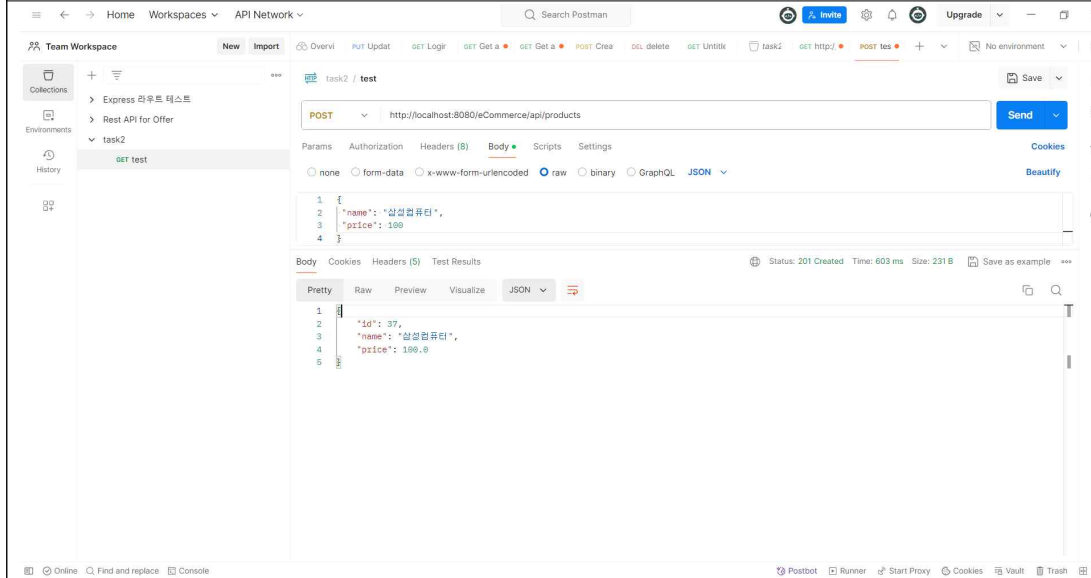 Home Workspaces API Network Search Postman Invite Upgrade
Team Workspace New Import Overvi PUT Updat GET Logir GET Get a GET Get a POST Crea DEL delete GET Untitle task2 GET http:/ POST tes No environment
Collections
Environments
History
Express 라우트 테스트
Rest API for Offer
task2
GET test
HTTP task2 / test Save
POST http://localhost:8080/eCommerce/api/products Send
Params Authorization Headers (8) Body Scripts Settings Cookies
none form-data x-www-form-urlencoded raw binary GraphQL JSON Beautify
1 {
2 "name": "삼성컴퓨터",
3 "price": 100
4 }
Body Cookies Headers (5) Test Results Status: 201 Created Time: 603 ms Size: 231 B Save as example
Pretty Raw Preview Visualize JSON
1 {
2 "id": 37,
3 "name": "삼성컴퓨터",
4 "price": 100.0
5 }
Online Find and replace Console Postbot Runner Start Proxy Cookies Vault Trash